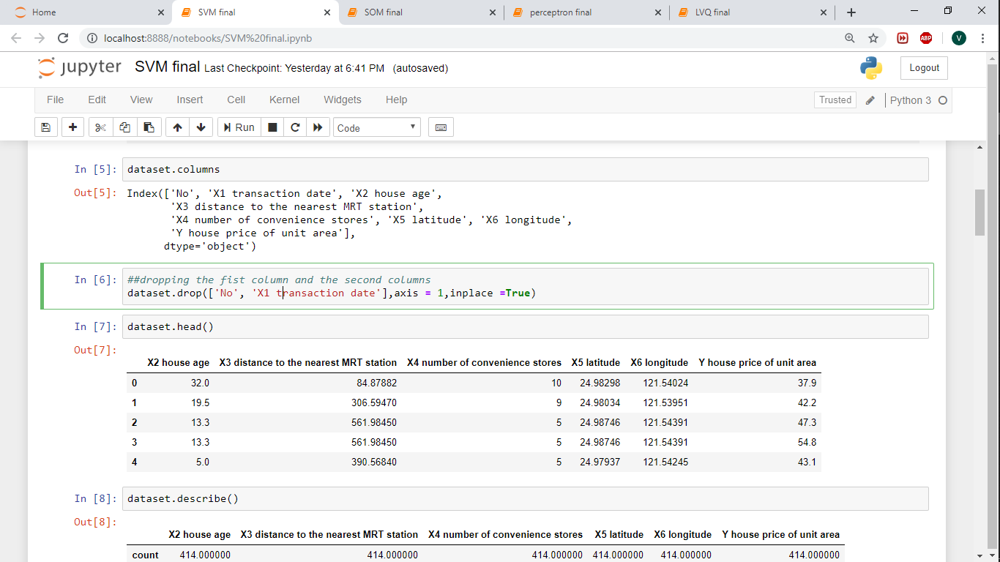 Home
SVM final
SOM final
perceptron final
LVQ final
localhost:8888/notebooks/SVM%20final.ipynb
ABP
V
jupyter SVM final Last Checkpoint: Yesterday at 6:41 PM (autosaved)
Logout
File Edit View Insert Cell Kernel Widgets Help
Trusted
Python 3
Run
Code
In [5]: dataset.columns
Out[5]: Index(['No', 'X1 transaction date', 'X2 house age',
'X3 distance to the nearest MRT station',
'X4 number of convenience stores', 'X5 latitude', 'X6 longitude',
'Y house price of unit area'],
dtype='object')
In [6]: ##dropping the fist column and the second columns
dataset.drop(['No', 'X1 transaction date'],axis = 1,inplace =True)
In [7]: dataset.head()
Out[7]:
X2 house age X3 distance to the nearest MRT station X4 number of convenience stores X5 latitude X6 longitude Y house price of unit area
0 32.0 84.87882 10 24.98298 121.54024 37.9
1 19.5 306.59470 9 24.98034 121.53951 42.2
2 13.3 561.98450 5 24.98746 121.54391 47.3
3 13.3 561.98450 5 24.98746 121.54391 54.8
4 5.0 390.56840 5 24.97937 121.54245 43.1
In [8]: dataset.describe()
Out[8]:
X2 house age X3 distance to the nearest MRT station X4 number of convenience stores X5 latitude X6 longitude Y house price of unit area
count 414.000000 414.000000 414.000000 414.000000 414.000000 414.000000